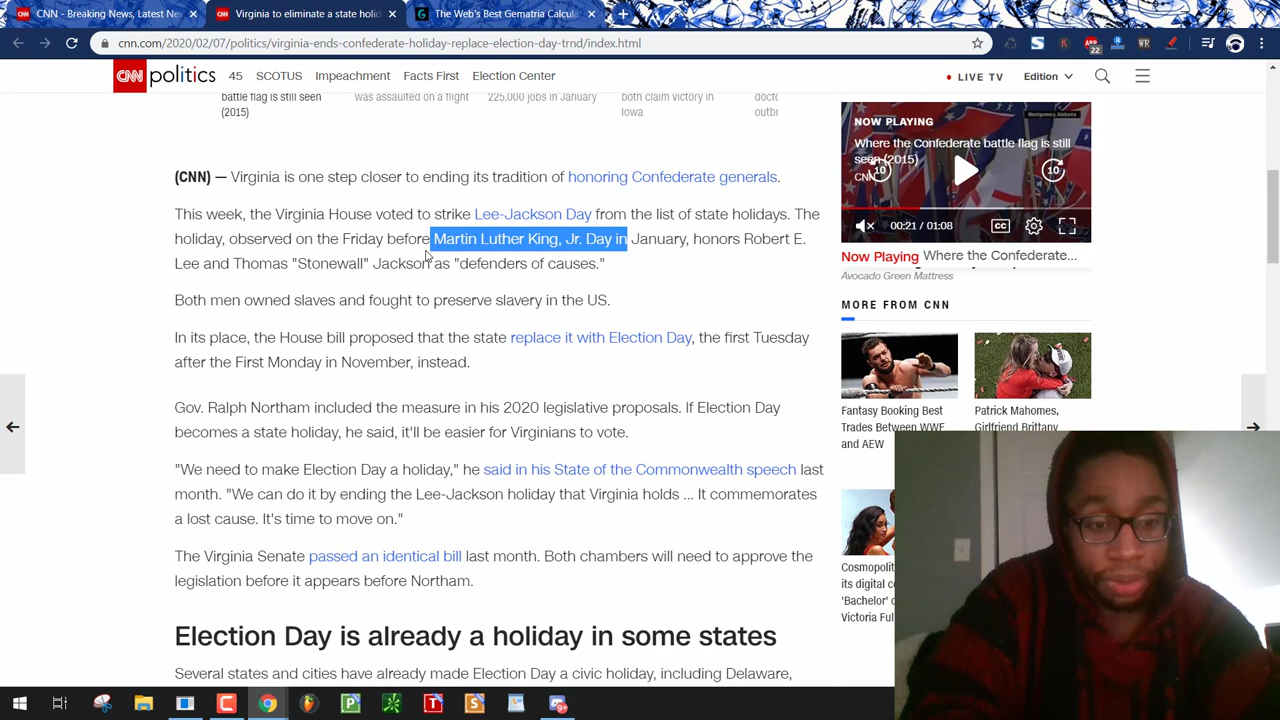 CNN - Breaking News, Latest Ne
Virginia to eliminate a state holi
The Web's Best Gematria Calcula
cnn.com/2020/02/07/politics/virginia-ends-confederate-holiday-replace-election-day-trnd/index.html
22
WR
CNN politics 45 SCOTUS Impeachment Facts First Election Center LIVE TV Edition
battle flag is still seen
(2015)
was assaulted on a flight
225,000 jobs in January
both claim victory in
Iowa
docto
outbr
NOW PLAYING
Montgomery, Alabama
Where the Confederate battle flag is still
seen (2015)
CNN
10
10
00:21 / 01:08
CC
Now Playing Where the Confederate...
Avocado Green Mattress
(CNN) — Virginia is one step closer to ending its tradition of honoring Confederate generals.
This week, the Virginia House voted to strike Lee-Jackson Day from the list of state holidays. The
holiday, observed on the Friday before Martin Luther King, Jr. Day in January, honors Robert E.
Lee and Thomas "Stonewall" Jackson as "defenders of causes."
Both men owned slaves and fought to preserve slavery in the US.
In its place, the House bill proposed that the state replace it with Election Day, the first Tuesday
after the First Monday in November, instead.
Gov. Ralph Northam included the measure in his 2020 legislative proposals. If Election Day
becomes a state holiday, he said, it'll be easier for Virginians to vote.
"We need to make Election Day a holiday," he said in his State of the Commonwealth speech last
month. "We can do it by ending the Lee-Jackson holiday that Virginia holds ... It commemorates
a lost cause. It's time to move on."
The Virginia Senate passed an identical bill last month. Both chambers will need to approve the
legislation before it appears before Northam.
Election Day is already a holiday in some states
Several states and cities have already made Election Day a civic holiday, including Delaware,
MORE FROM CNN
Fantasy Booking Best
Trades Between WWE
and AEW
Patrick Mahomes,
Girlfriend Brittany
Cosmopolit
its digital c
'Bachelor' c
Victoria Ful